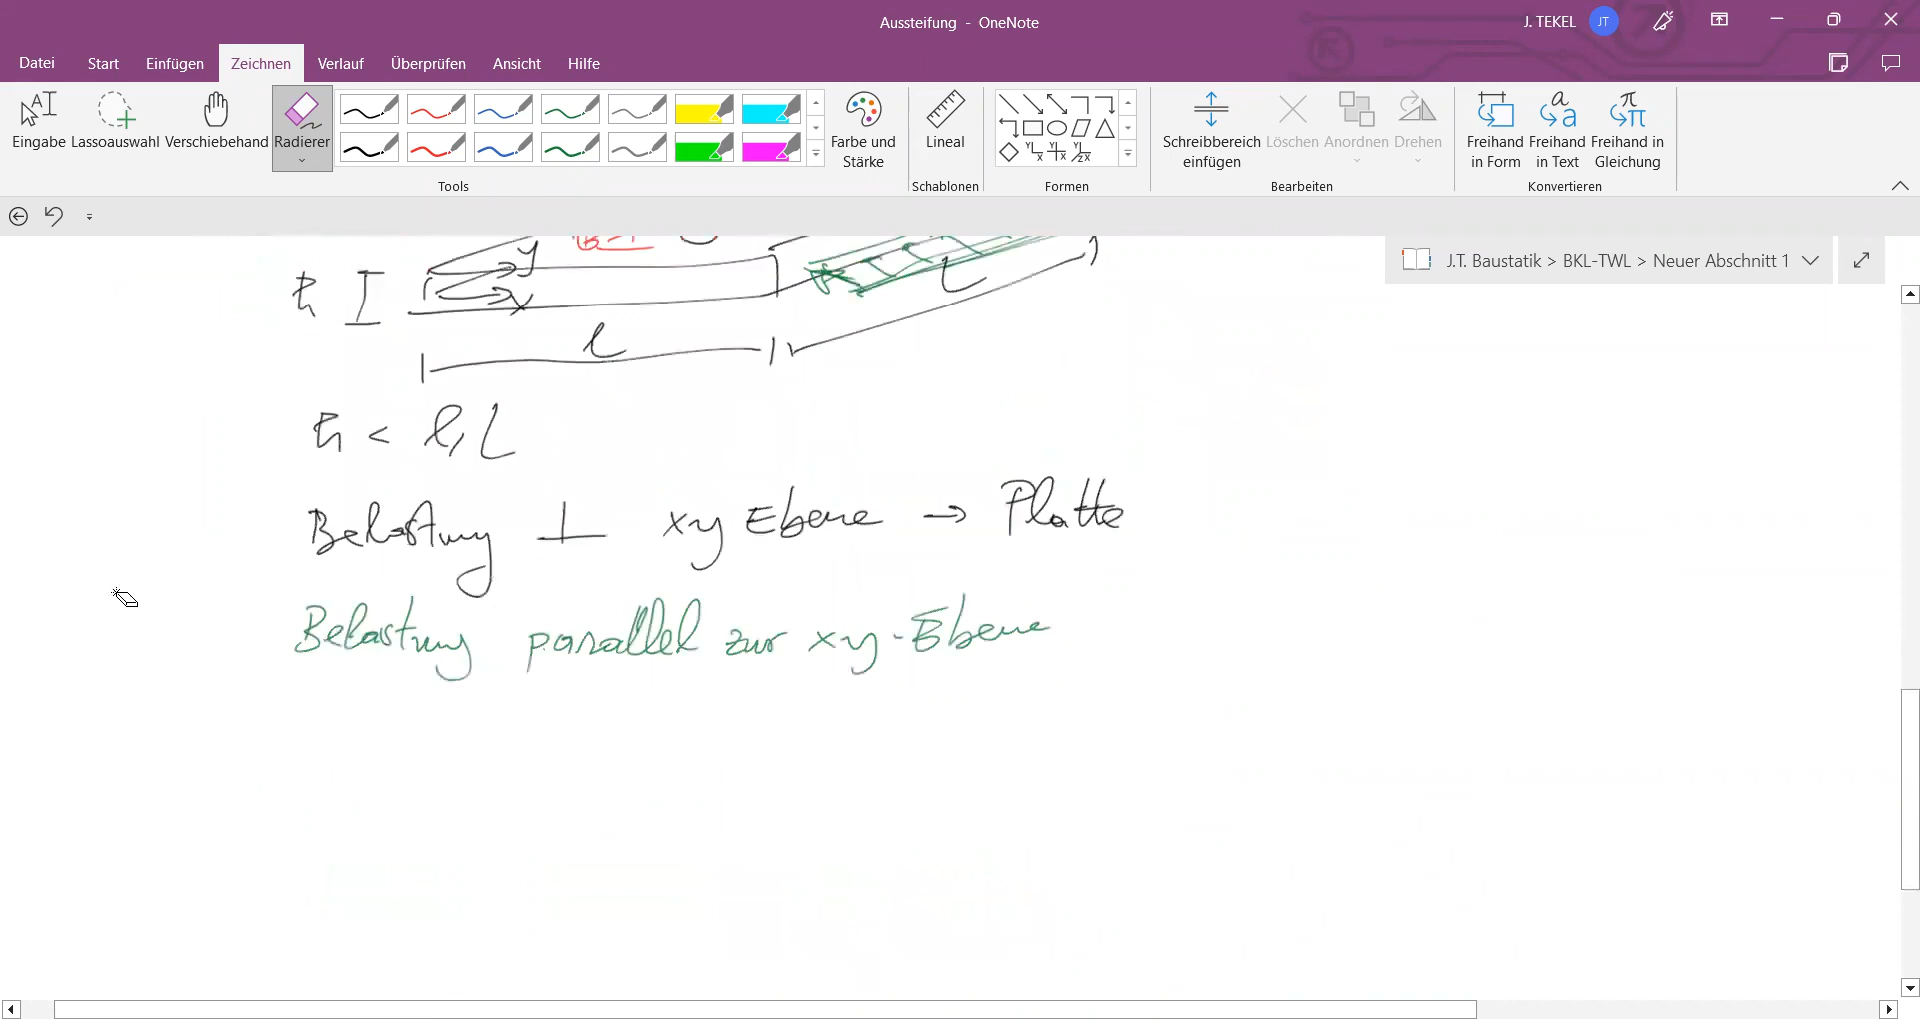 Aussteifung - OneNote
J. TEKEL
JT
Datei Start Einfügen Zeichnen Verlauf Überprüfen Ansicht Hilfe
Eingabe Lassoauswahl Verschiebehand Radierer
Farbe und Stärke
Lineal
Schreibbereich einfügen
Löschen Anordnen Drehen
Freihand in Form
Freihand in Text
Freihand in Gleichung
Tools Schablonen Formen Bearbeiten Konvertieren
J.T. Baustatik > BKL-TWL > Neuer Abschnitt 1
y
h
x
L
l
h < l, L
Belastung ⊥ xy Ebene → Platte
Belastung parallel zur xy-Ebene